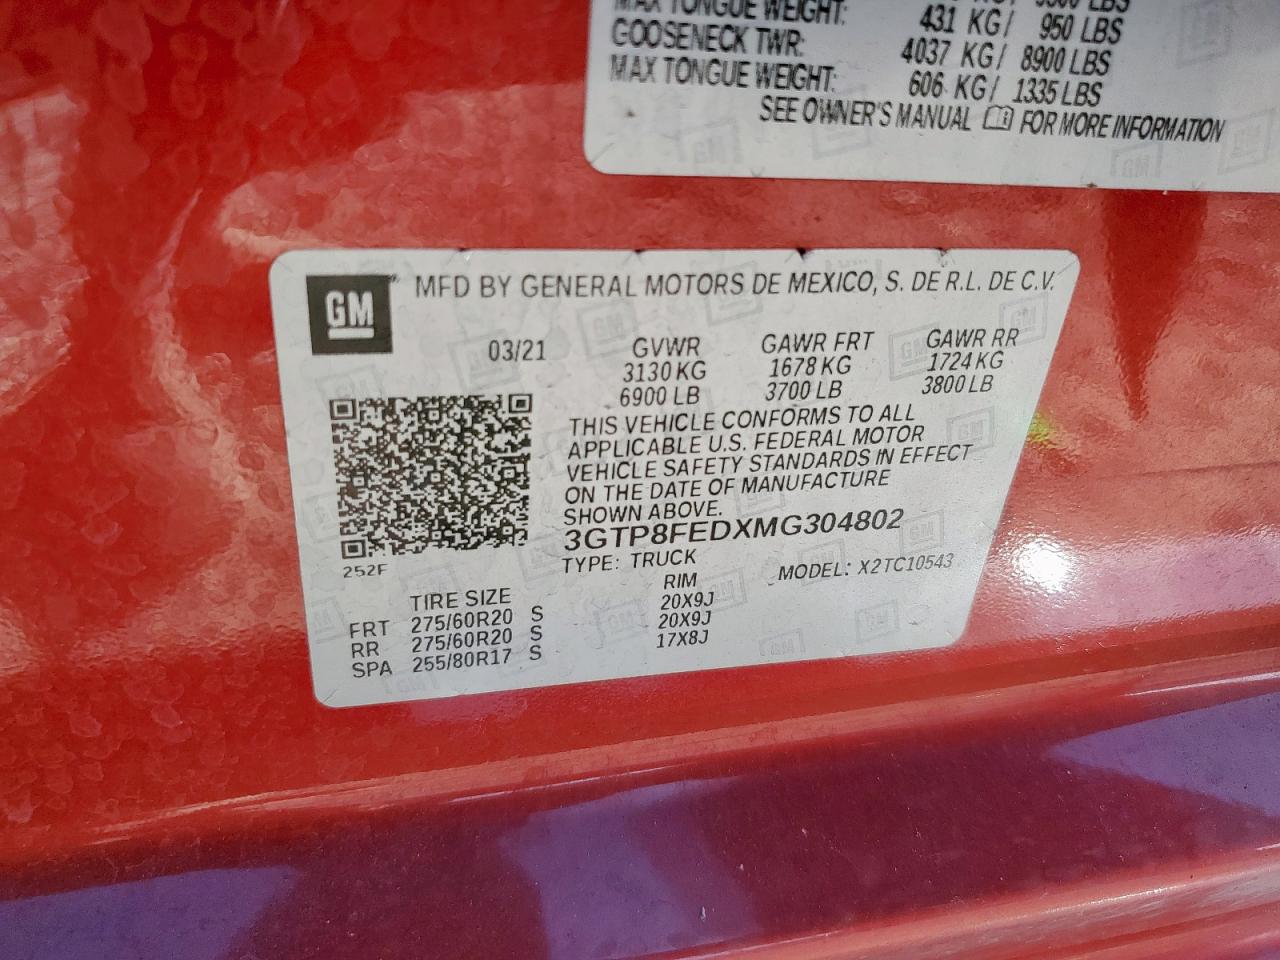 MAX TONGUE WEIGHT: 431 KG/ 950 LBS
GOOSENECK TWR: 4037 KG/ 8900 LBS
MAX TONGUE WEIGHT: 606 KG/ 1335 LBS
SEE OWNER'S MANUAL FOR MORE INFORMATION
GM
MFD BY GENERAL MOTORS DE MEXICO, S. DE R.L. DE C.V.
03/21 GVWR GAWR FRT GAWR RR
3130 KG 1678 KG 1724 KG
6900 LB 3700 LB 3800 LB
THIS VEHICLE CONFORMS TO ALL
APPLICABLE U.S. FEDERAL MOTOR
VEHICLE SAFETY STANDARDS IN EFFECT
ON THE DATE OF MANUFACTURE
SHOWN ABOVE.
3GTP8FEDXMG304802
252F
TYPE: TRUCK MODEL: X2TC10543
TIRE SIZE RIM
FRT 275/60R20 S 20X9J
RR 275/60R20 S 20X9J
SPA 255/80R17 S 17X8J